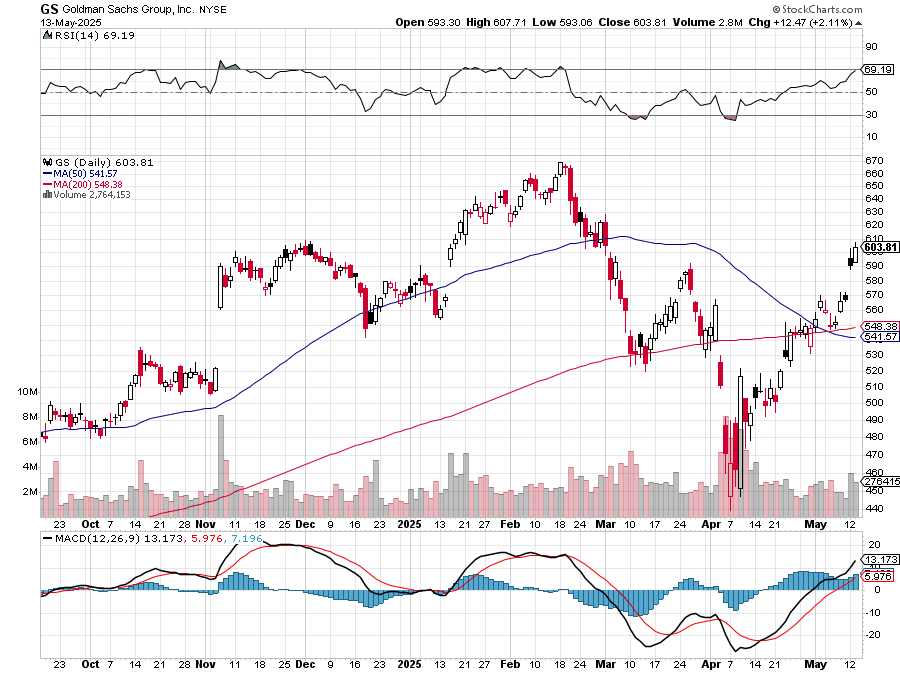 GS Goldman Sachs Group, Inc. NYSE
© StockCharts.com
13-May-2025
Open 593.30 High 607.71 Low 593.06 Close 603.81 Volume 2.8M Chg +12.47 (+2.11%)
RSI(14) 69.19
90
69.19
50
30
10
GS (Daily) 603.81
MA(50) 541.57
MA(200) 548.38
Volume 2,764,153
670
660
650
640
630
620
610
603.81
590
580
570
560
548.38
541.57
530
520
510
500
490
480
470
460
2764153
450
440
10M
8M
6M
4M
2M
23 Oct 7 14 21 28 Nov 11 18 25 Dec 9 16 23 2025 13 21 27 Feb 10 18 24 Mar 10 17 24 Apr 7 14 21 May 12
MACD(12,26,9) 13.173, 5.976, 7.196
20
13.173
10
5.976
0
-10
-20
23 Oct 7 14 21 28 Nov 11 18 25 Dec 9 16 23 2025 13 21 27 Feb 10 18 24 Mar 10 17 24 Apr 7 14 21 May 12